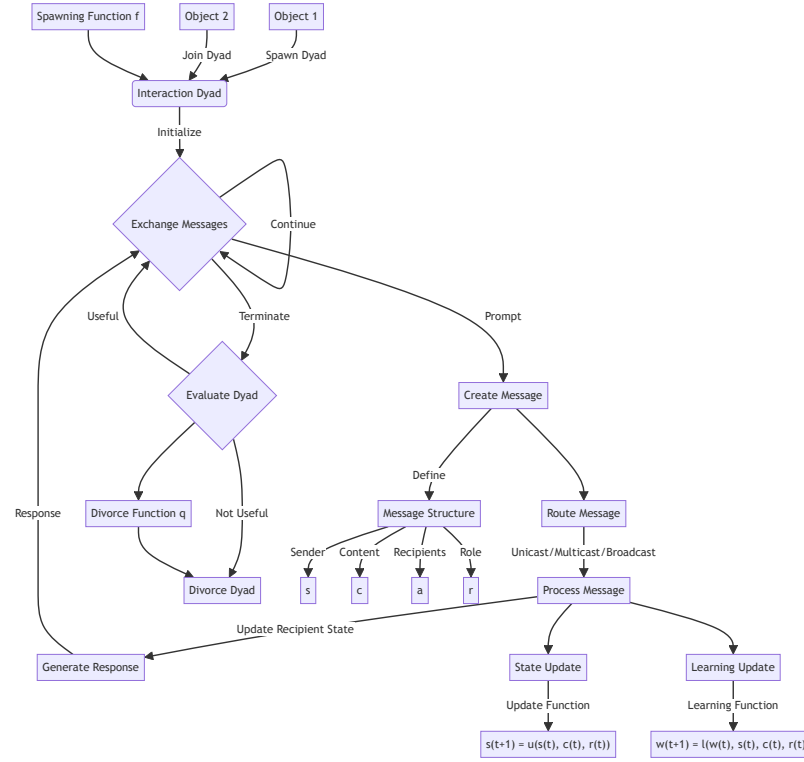 Spawning Function f
Object 2
Object 1
Join Dyad
Spawn Dyad
Interaction Dyad
Initialize
Exchange Messages
Continue
Useful
Terminate
Prompt
Evaluate Dyad
Create Message
Define
Divorce Function q
Not Useful
Response
Message Structure
Route Message
Sender
Content
Recipients
Role
Unicast/Multicast/Broadcast
Divorce Dyad
s
c
a
r
Process Message
Update Recipient State
Generate Response
State Update
Learning Update
Update Function
Learning Function
s(t+1) = u(s(t), c(t), r(t))
w(t+1) = l(w(t), s(t), c(t), r(t)